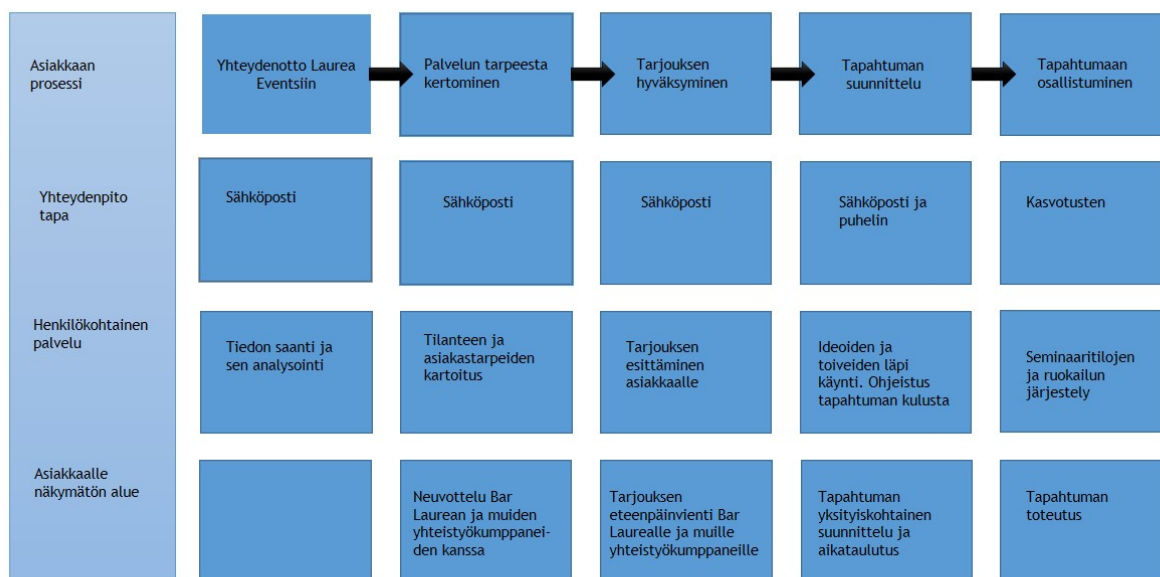 Asiakkaan
prosessi
Yhteydenotto Laurea
Eventsiin
Palvelun tarpeesta
kertominen
Tarjouksen
hyväksyminen
Tapahtuman
suunnittelu
Tapahtumaan
osallistuminen
Yhteydenpito
tapa
Sähköposti
Sähköposti
Sähköposti
Sähköposti ja
puhelin
Kasvotusten
Henkilökohtainen
palvelu
Tiedon saanti ja
sen analysointi
Tilanteen ja
asiakastarpeiden
kartoitus
Tarjouksen
esittäminen
asiakkaalle
Ideoiden ja
toiveiden läpi
käynti. Ohjeistus
tapahtuman kulusta
Seminaaritilojen
ja ruokailun
järjestely
Asiakkaalle
näkymätön alue
Neuvottelu Bar
Laurean ja muiden
yhteistyökumppanei-
den kanssa
Tarjouksen
eteenpäinvienti Bar
Laurealle ja muille
yhteistyökumppaneille
Tapahtuman
yksityiskohtainen
suunnittelu ja
aikataulutus
Tapahtuman
toteutus